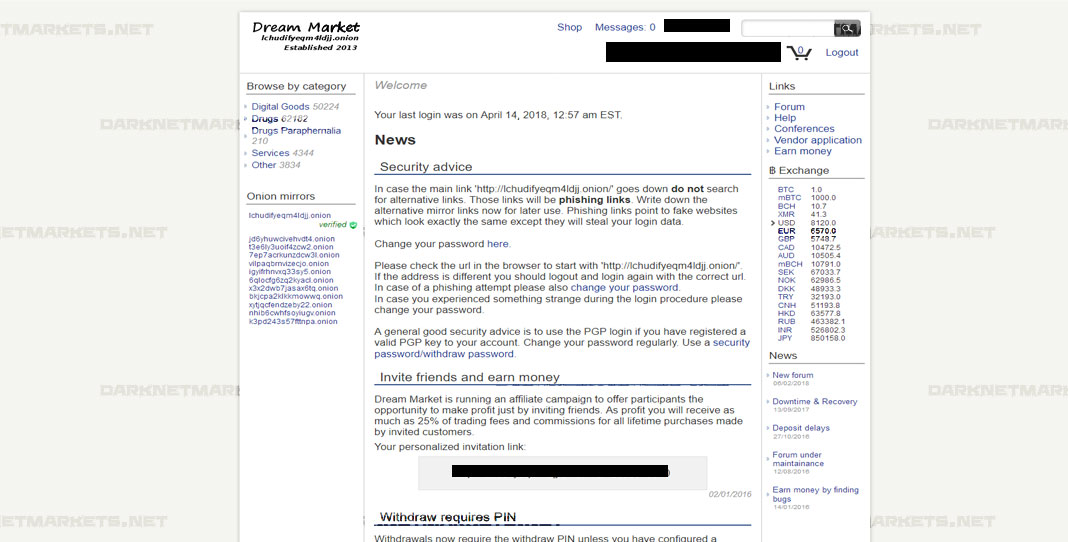 DARKNETMARKETS.NET
Dream Market
lchudifyeqm4ldjj.onion
Established 2013
Shop Messages: 0
0 Logout
Browse by category
Digital Goods 50224
Drugs 62182
Drugs Paraphernalia
210
Services 4344
Other 3834
Onion mirrors
lchudifyeqm4ldjj.onion
verified
jd6yhuwcivehvdt4.onion
t3e6ly3uoif4zcw2.onion
7ep7acrkunzdcw3l.onion
vilpaqbrnvizecjo.onion
igyifrhnvxq33sy5.onion
6qlocfg6zq2kyacl.onion
x3x2dwb7jasax6tq.onion
bkjcpa2klkkmowwq.onion
xytjqcfendzeby22.onion
nhib6cwhfsoyiugv.onion
k3pd243s57fttnpa.onion
Welcome
Your last login was on April 14, 2018, 12:57 am EST.
News
Security advice
In case the main link 'http://lchudifyeqm4ldjj.onion/' goes down do not search
for alternative links. Those links will be phishing links. Write down the
alternative mirror links now for later use. Phishing links point to fake websites
which look exactly the same except they will steal your login data.
Change your password here.
Please check the url in the browser to start with 'http://lchudifyeqm4ldjj.onion/'.
If the address is different you should logout and login again with the correct url.
In case of a phishing attempt please also change your password.
In case you experienced something strange during the login procedure please
change your password.
A general good security advice is to use the PGP login if you have registered a
valid PGP key to your account. Change your password regularly. Use a security
password/withdraw password.
Invite friends and earn money
Dream Market is running an affiliate campaign to offer participants the
opportunity to make profit just by inviting friends. As profit you will receive as
much as 25% of trading fees and commissions for all lifetime purchases made
by invited customers.
Your personalized invitation link:
02/01/2016
Withdraw requires PIN
Withdrawals now require the withdraw PIN unless you have configured a
Links
Forum
Help
Conferences
Vendor application
Earn money
฿ Exchange
BTC 1.0
mBTC 1000.0
BCH 10.7
XMR 41.3
USD 8120.0
EUR 6570.0
GBP 5748.7
CAD 10472.5
AUD 10505.4
mBCH 10791.0
SEK 67033.7
NOK 62986.5
DKK 48933.3
TRY 32193.0
CNH 51193.8
HKD 63577.8
RUB 463382.1
INR 526802.3
JPY 850158.0
News
New forum
06/02/2018
Downtime & Recovery
13/09/2017
Deposit delays
27/10/2016
Forum under
maintainance
12/08/2016
Earn money by finding
bugs
14/01/2016